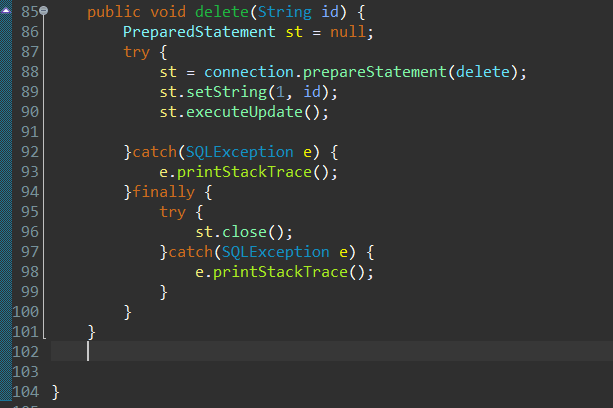 85 public void delete(String id) {
86 PreparedStatement st = null;
87 try {
88 st = connection.prepareStatement(delete);
89 st.setString(1, id);
90 st.executeUpdate();
91
92 }catch(SQLException e) {
93 e.printStackTrace();
94 }finally {
95 try {
96 st.close();
97 }catch(SQLException e) {
98 e.printStackTrace();
99 }
100 }
101 }
102
103
104 }